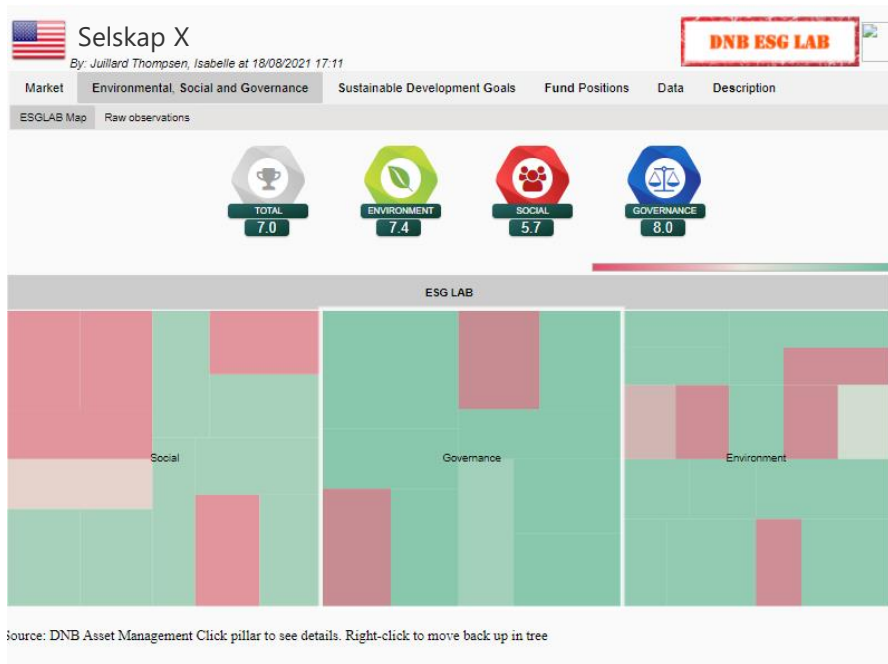 Selskap X
By: Juillard Thompsen, Isabelle at 18/08/2021 17:11
DNB ESG LAB
Market Environmental, Social and Governance Sustainable Development Goals Fund Positions Data Description
ESGLAB Map Raw observations
TOTAL ENVIRONMENT SOCIAL GOVERNANCE
7.0 7.4 5.7 8.0
ESG LAB
Social Governance Environment
Source: DNB Asset Management Click pillar to see details. Right-click to move back up in tree